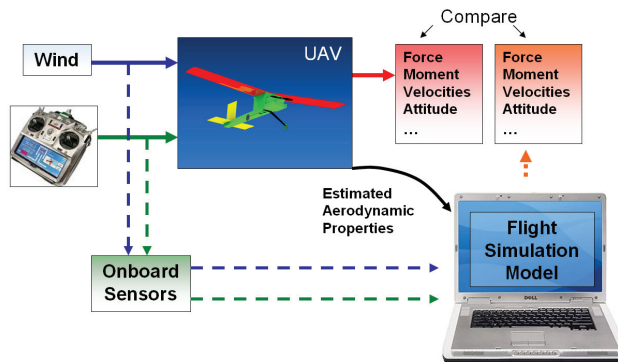 Compare
Wind
UAV
Force
Moment
Velocities
Attitude
...
Force
Moment
Velocities
Attitude
...
Estimated
Aerodynamic
Properties
Flight
Simulation
Model
Onboard
Sensors
DELL